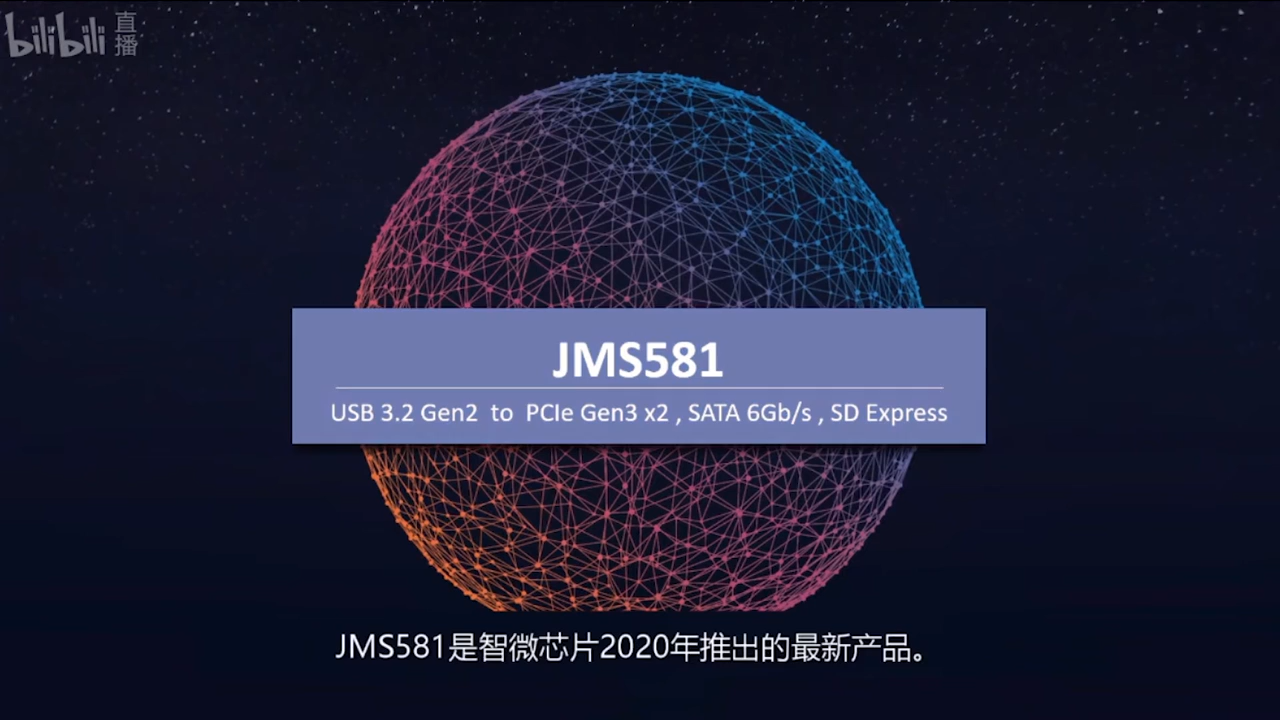 bilibili 直播
JMS581
USB 3.2 Gen2 to PCIe Gen3 x2 , SATA 6Gb/s , SD Express
JMS581是智微芯片2020年推出的最新产品。